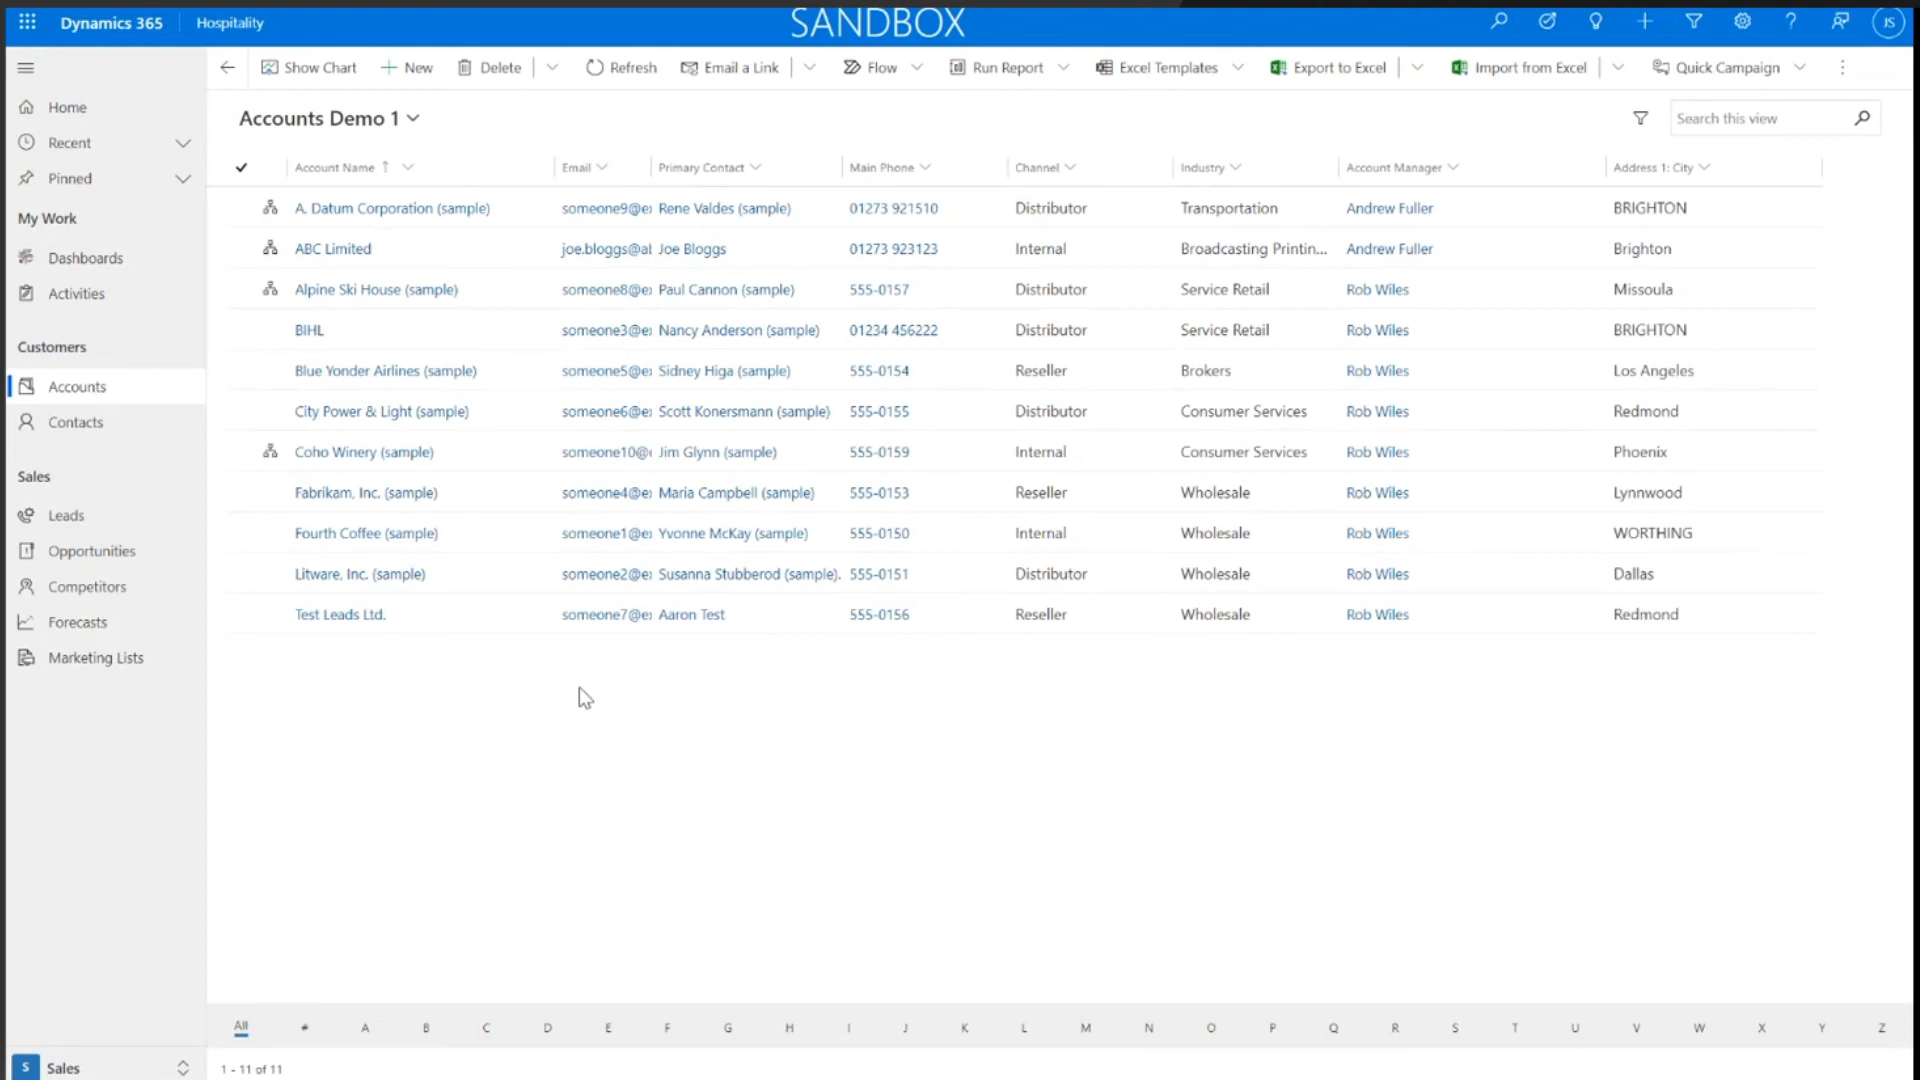 Dynamics 365 Hospitality SANDBOX JS
Show Chart New Delete Refresh Email a Link Flow Run Report Excel Templates Export to Excel Import from Excel Quick Campaign
Home
Recent
Pinned
My Work
Dashboards
Activities
Customers
Accounts
Contacts
Sales
Leads
Opportunities
Competitors
Forecasts
Marketing Lists
S Sales
Accounts Demo 1 Search this view
Account Name Email Primary Contact Main Phone Channel Industry Account Manager Address 1: City
A. Datum Corporation (sample) someone9@e Rene Valdes (sample) 01273 921510 Distributor Transportation Andrew Fuller BRIGHTON
ABC Limited joe.bloggs@a Joe Bloggs 01273 923123 Internal Broadcasting Printin... Andrew Fuller Brighton
Alpine Ski House (sample) someone8@e Paul Cannon (sample) 555-0157 Distributor Service Retail Rob Wiles Missoula
BIHL someone3@e Nancy Anderson (sample) 01234 456222 Distributor Service Retail Rob Wiles BRIGHTON
Blue Yonder Airlines (sample) someone5@e Sidney Higa (sample) 555-0154 Reseller Brokers Rob Wiles Los Angeles
City Power & Light (sample) someone6@e Scott Konersmann (sample) 555-0155 Distributor Consumer Services Rob Wiles Redmond
Coho Winery (sample) someone10@ Jim Glynn (sample) 555-0159 Internal Consumer Services Rob Wiles Phoenix
Fabrikam, Inc. (sample) someone4@e Maria Campbell (sample) 555-0153 Reseller Wholesale Rob Wiles Lynnwood
Fourth Coffee (sample) someone1@e Yvonne McKay (sample) 555-0150 Internal Wholesale Rob Wiles WORTHING
Litware, Inc. (sample) someone2@e Susanna Stubberod (sample). 555-0151 Distributor Wholesale Rob Wiles Dallas
Test Leads Ltd. someone7@e Aaron Test 555-0156 Reseller Wholesale Rob Wiles Redmond
All # A B C D E F G H I J K L M N O P Q R S T U V W X Y Z
1 - 11 of 11